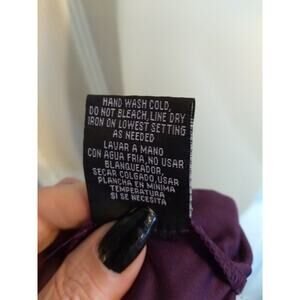 HAND WASH COLD,
DO NOT BLEACH, LINE DRY
IRON ON LOWEST SETTING
AS NEEDED
LAVAR A MANO
CON AGUA FRIA, NO USAR
BLANQUEADOR,
SECAR COLGADO, USAR
PLANCHA EN MINIMA
TEMPERATURA
SI SE NECESITA